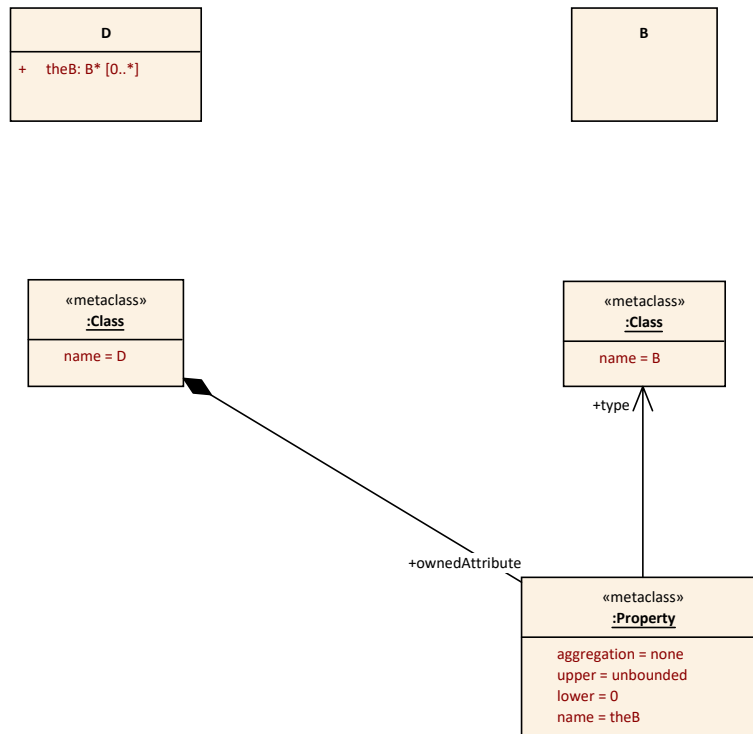 D
+ theB: B* [0..*]
B
«metaclass»
:Class
name = D
«metaclass»
:Class
name = B
+type
+ownedAttribute
«metaclass»
:Property
aggregation = none
upper = unbounded
lower = 0
name = theB